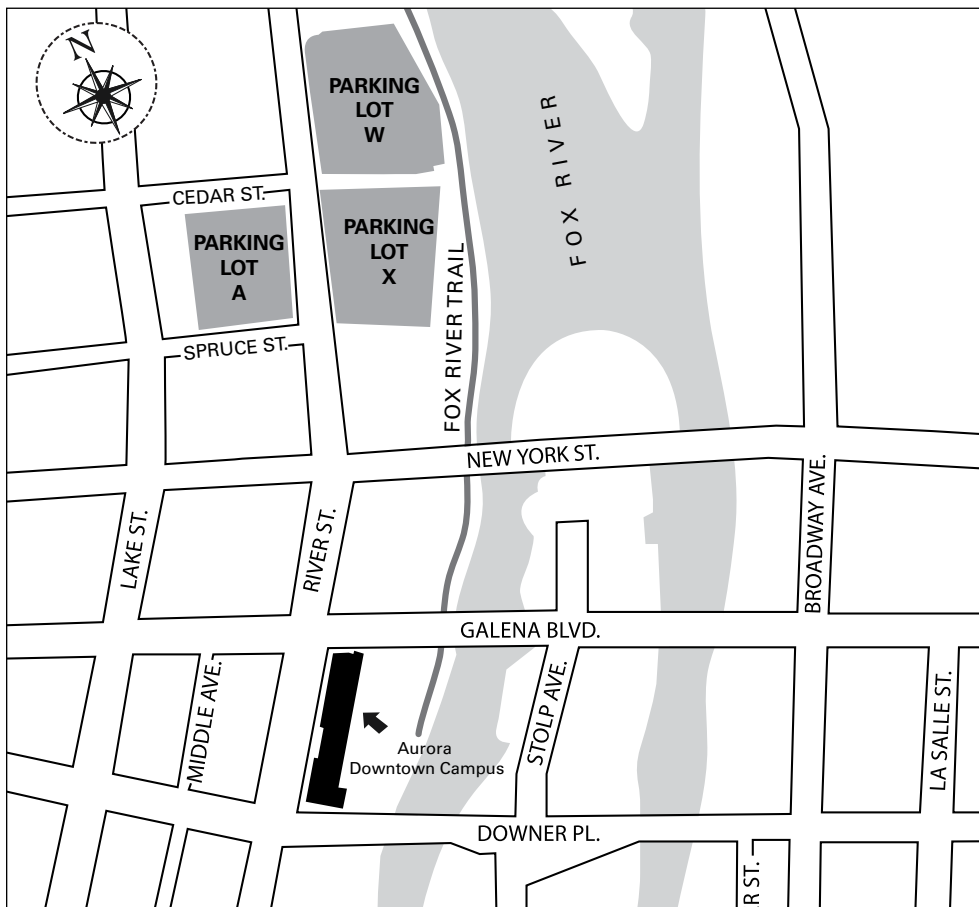 N
PARKING
LOT
W
FOX RIVER
CEDAR ST.
PARKING
LOT
A
PARKING
LOT
X
FOX RIVER TRAIL
SPRUCE ST.
NEW YORK ST.
LAKE ST.
RIVER ST.
BROADWAY AVE.
GALENA BLVD.
MIDDLE AVE.
STOLP AVE.
LA SALLE ST.
Aurora
Downtown Campus
DOWNER PL.
R ST.